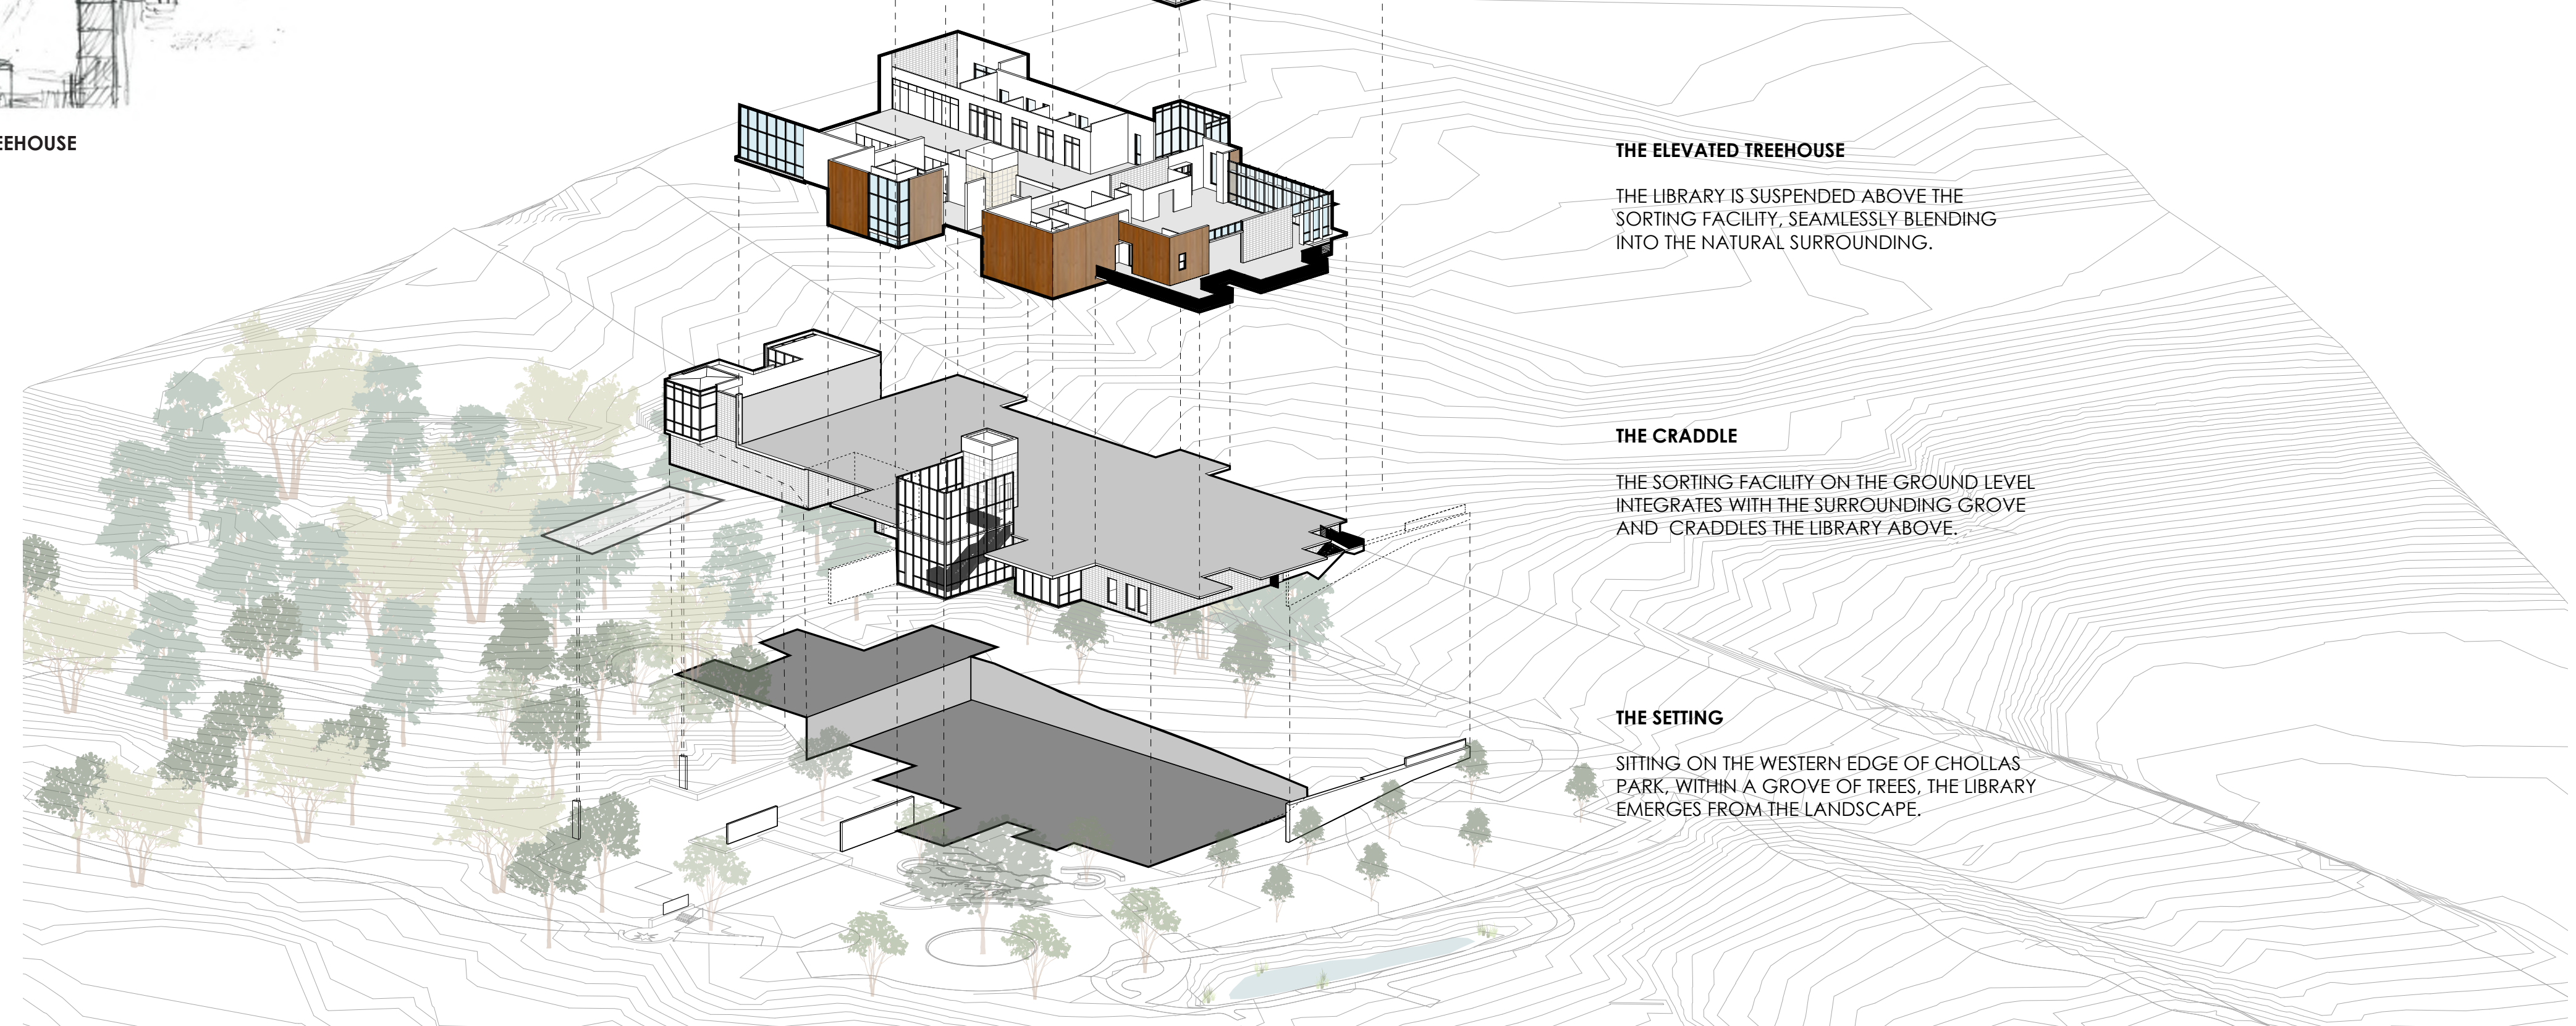 EEHOUSE
THE ELEVATED TREEHOUSE
THE LIBRARY IS SUSPENDED ABOVE THE
SORTING FACILITY, SEAMLESSLY BLENDING
INTO THE NATURAL SURROUNDING.
THE CRADDLE
THE SORTING FACILITY ON THE GROUND LEVEL
INTEGRATES WITH THE SURROUNDING GROVE
AND CRADDLES THE LIBRARY ABOVE.
THE SETTING
SITTING ON THE WESTERN EDGE OF CHOLLAS
PARK, WITHIN A GROVE OF TREES, THE LIBRARY
EMERGES FROM THE LANDSCAPE.